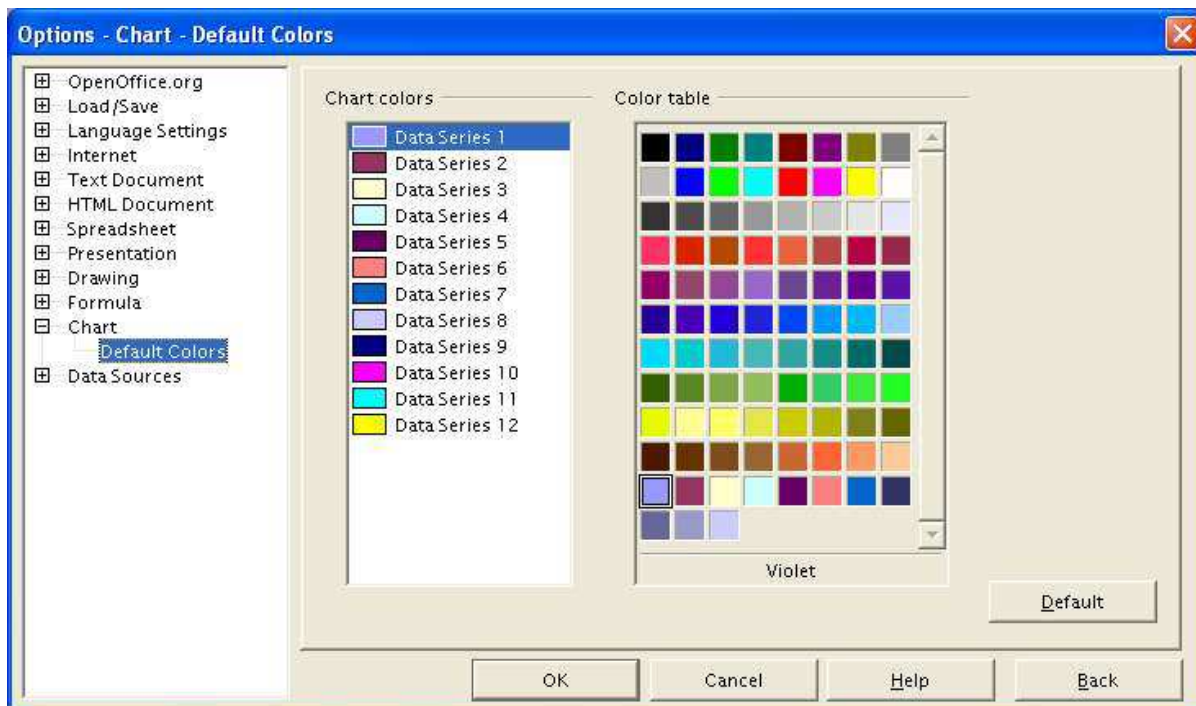 Options - Chart - Default Colors
OpenOffice.org
Load/Save
Language Settings
Internet
Text Document
HTML Document
Spreadsheet
Presentation
Drawing
Formula
Chart
Default Colors
Data Sources
Chart colors
Data Series 1
Data Series 2
Data Series 3
Data Series 4
Data Series 5
Data Series 6
Data Series 7
Data Series 8
Data Series 9
Data Series 10
Data Series 11
Data Series 12
Color table
Violet
Default
OK
Cancel
Help
Back